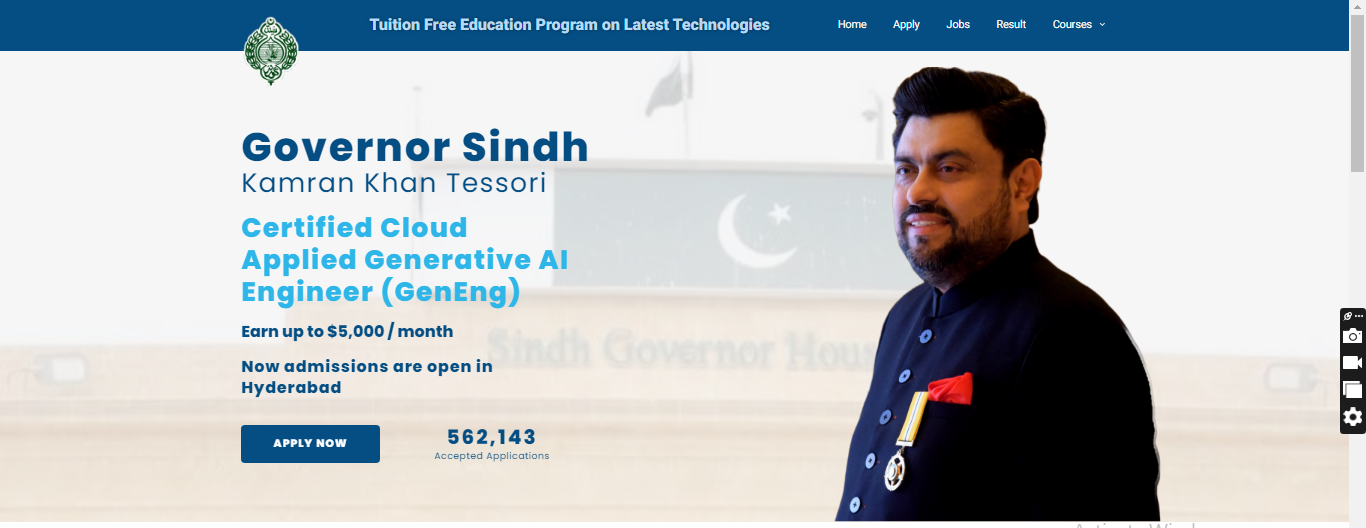 Tuition Free Education Program on Latest Technologies
Home
Apply
Jobs
Result
Courses
Governor Sindh
Kamran Khan Tessori
Certified Cloud
Applied Generative AI
Engineer (GenEng)
Earn up to $5,000 / month
Sindh Governor Hous
Now admissions are open in
Hyderabad
APPLY NOW
562,143
Accepted Applications